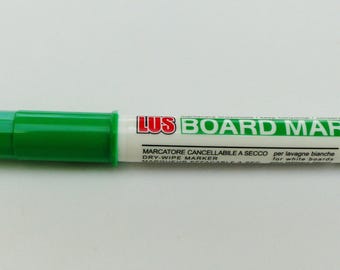 LUS BOARD MAR
MARCATORE CANCELLABILE A SECCO per lavagne bianche
DRY-WIPE MARKER for white boards